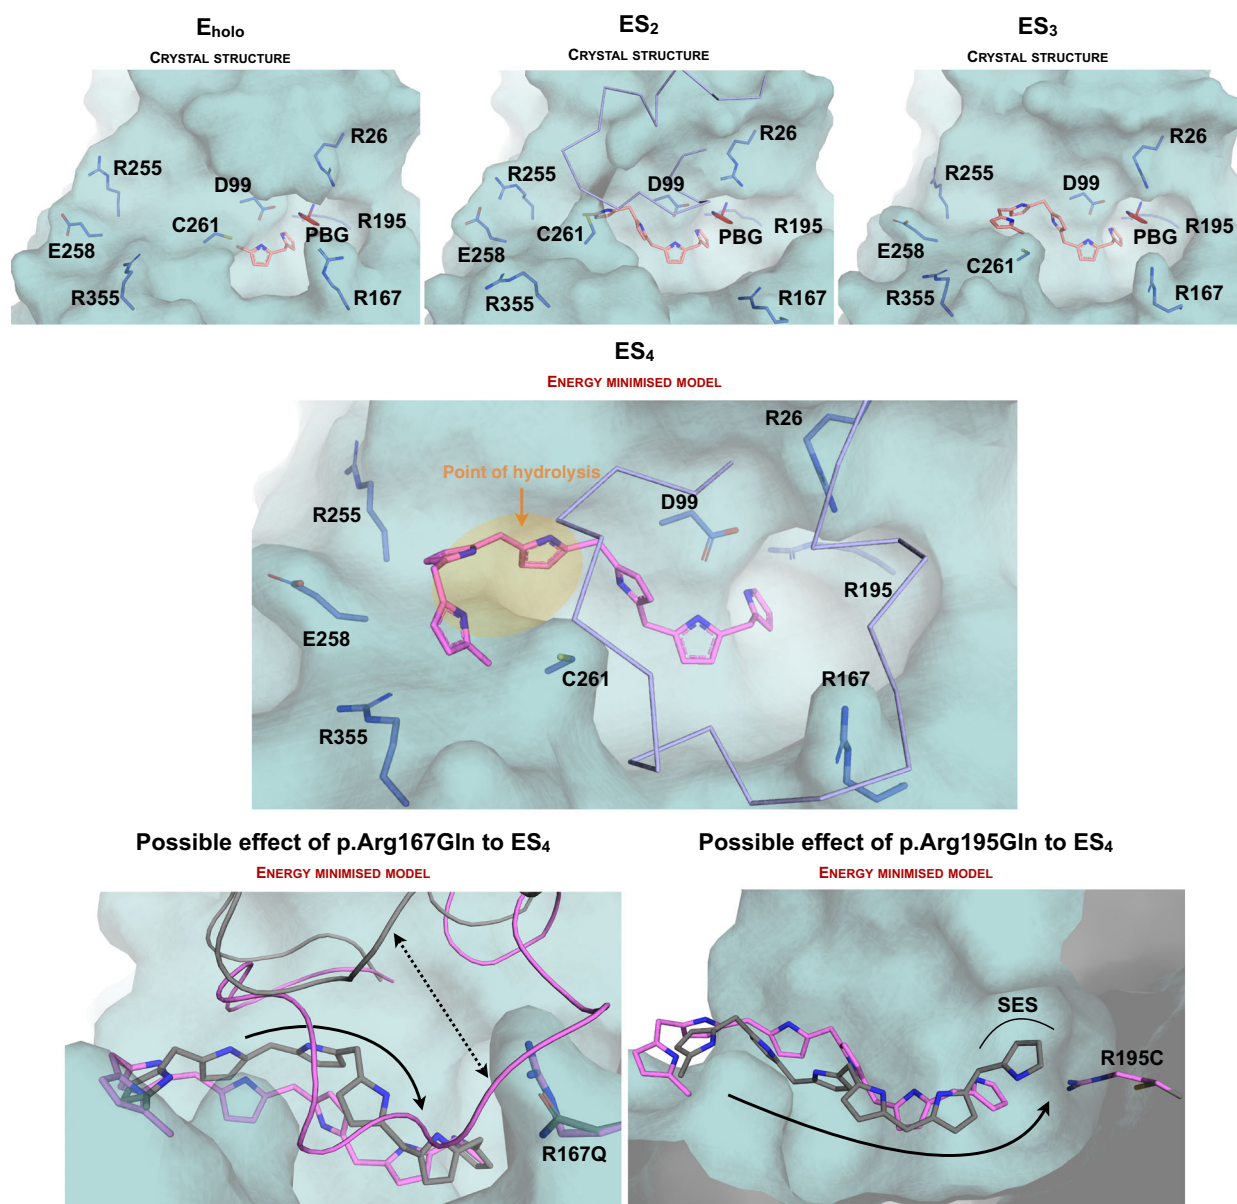 E_holo
CRYSTAL STRUCTURE
R26
R255
D99
C261
R195
PBG
E258
R355
R167
ES₂
CRYSTAL STRUCTURE
R26
R255
D99
C261
R195
PBG
E258
R355
R167
ES₃
CRYSTAL STRUCTURE
R26
R255
D99
R195
PBG
E258
C261
R355
R167
ES₄
ENERGY MINIMISED MODEL
R26
Point of hydrolysis
D99
R255
R195
E258
C261
R167
R355
Possible effect of p.Arg167Gln to ES₄
ENERGY MINIMISED MODEL
R167Q
Possible effect of p.Arg195Gln to ES₄
ENERGY MINIMISED MODEL
SES
R195C